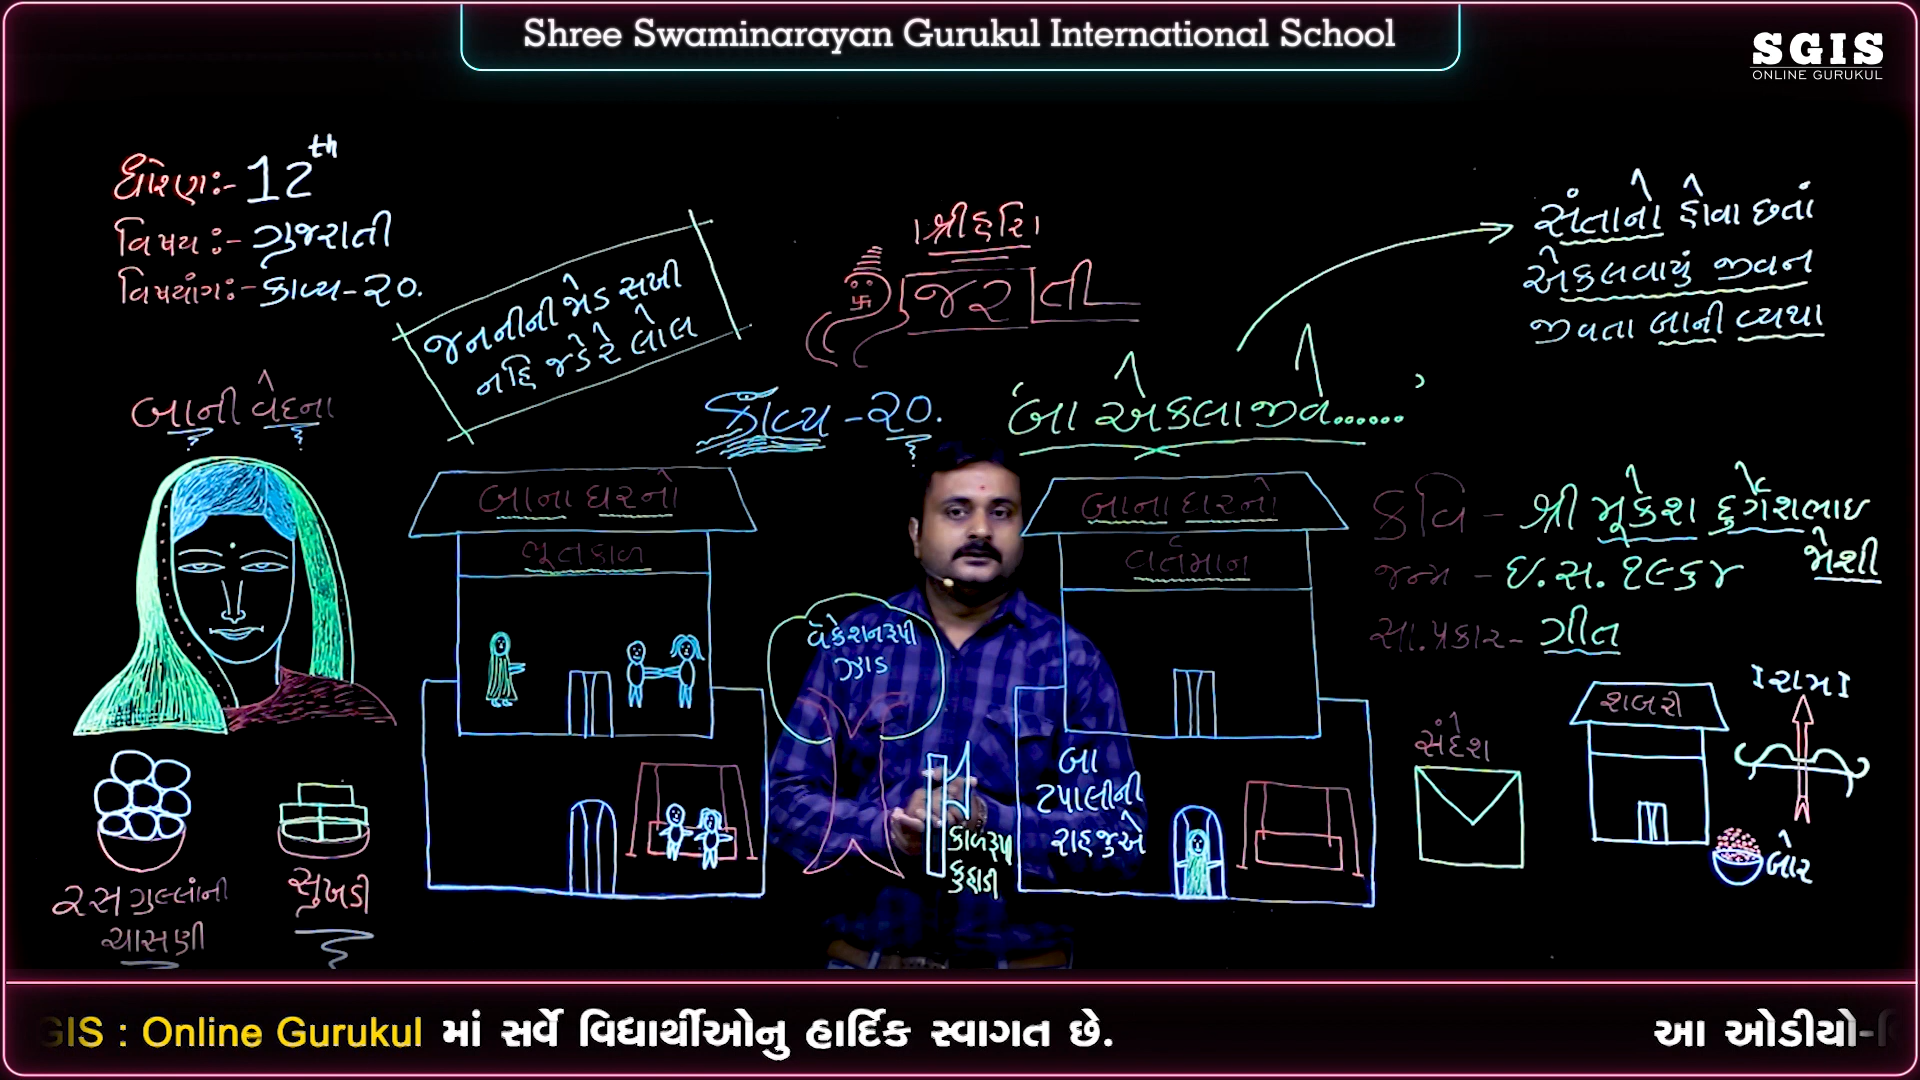 Shree Swaminarayan Gurukul International School
SGIS
ONLINE GURUKUL
ધોરણઃ- 12th
વિષયઃ- ગુજરાતી
વિષયાંગઃ- કાવ્ય-૨૦.
જનનીની જોડ સખી
નહિ જડે રે લોલ
।શ્રીહરિ।
જરાતી
સંતાનો હોવા છતાં
એકલવાયું જીવન
જીવતા બાની વ્યથા
બાની વેદના
કાવ્ય-૨૦. ‘બા એકલા જીવે......’
બાના ઘરનો
ભૂતકાળ
બાના ઘરનો
વર્તમાન
કવિ - શ્રી મૂકેશ દુર્ગેશભાઇ
જોશી
જન્મ - ઇ.સ. ૧૯૬૪
સા.પ્રકાર- ગીત
વેકેશનરૂપી
ઝાડ
કાળરૂપી
કુહાડી
બા
ટપાલીની
રાહ જુએ
સંદેશ
શબરી
।રામ।
બોર
રસગુલ્લાંની
ચાસણી
સુખડી
GIS : Online Gurukul માં સર્વે વિદ્યાર્થીઓનુ હાર્દિક સ્વાગત છે. આ ઓડીયો-